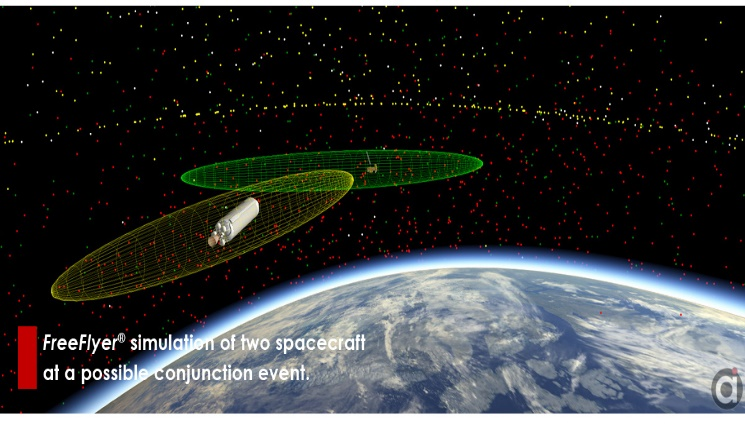 FreeFlyer® simulation of two spacecraft
at a possible conjunction event.